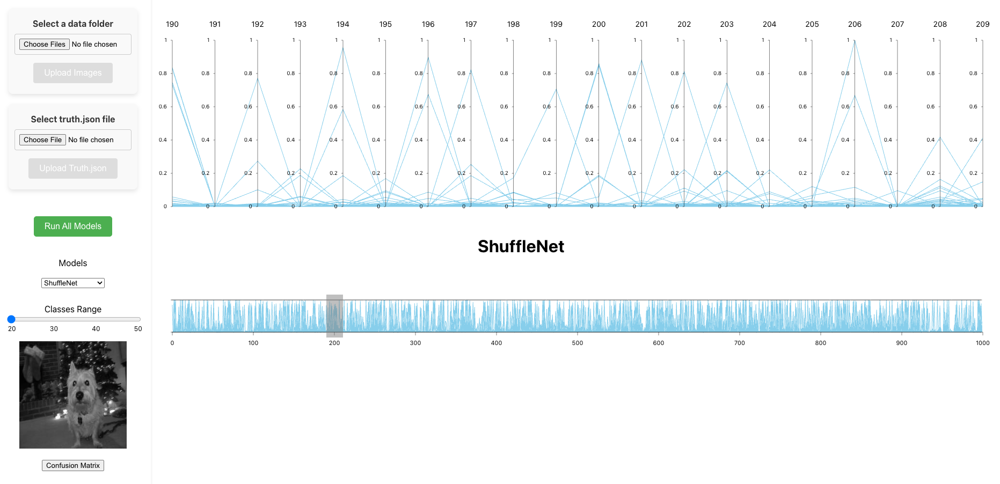 Select a data folder
Choose Files No file chosen
Upload Images
Select truth.json file
Choose File No file chosen
Upload Truth.json
Run All Models
Models
ShuffleNet
Classes Range
20 30 40 50
Confusion Matrix
190 191 192 193 194 195 196 197 198 199 200 201 202 203 204 205 206 207 208 209
1 1 1 1 1 1 1 1 1 1 1 1 1 1 1 1 1 1 1
0.8 0.8 0.8 0.8 0.8 0.8 0.8 0.8 0.8 0.8 0.8 0.8 0.8 0.8 0.8 0.8 0.8 0.8 0.8 0.8
0.6 0.6 0.6 0.6 0.6 0.6 0.6 0.6 0.6 0.6 0.6 0.6 0.6 0.6 0.6 0.6 0.6 0.6 0.6 0.6
0.4 0.4 0.4 0.4 0.4 0.4 0.4 0.4 0.4 0.4 0.4 0.4 0.4 0.4 0.4 0.4 0.4 0.4 0.4 0.4
0.2 0.2 0.2 0.2 0.2 0.2 0.2 0.2 0.2 0.2 0.2 0.2 0.2 0.2 0.2 0.2 0.2 0.2 0.2 0.2
0 0 0 0 0 0 0 0 0 0 0 0 0 0 0 0 0 0 0 0
ShuffleNet
0 100 200 300 400 500 600 700 800 900 1000